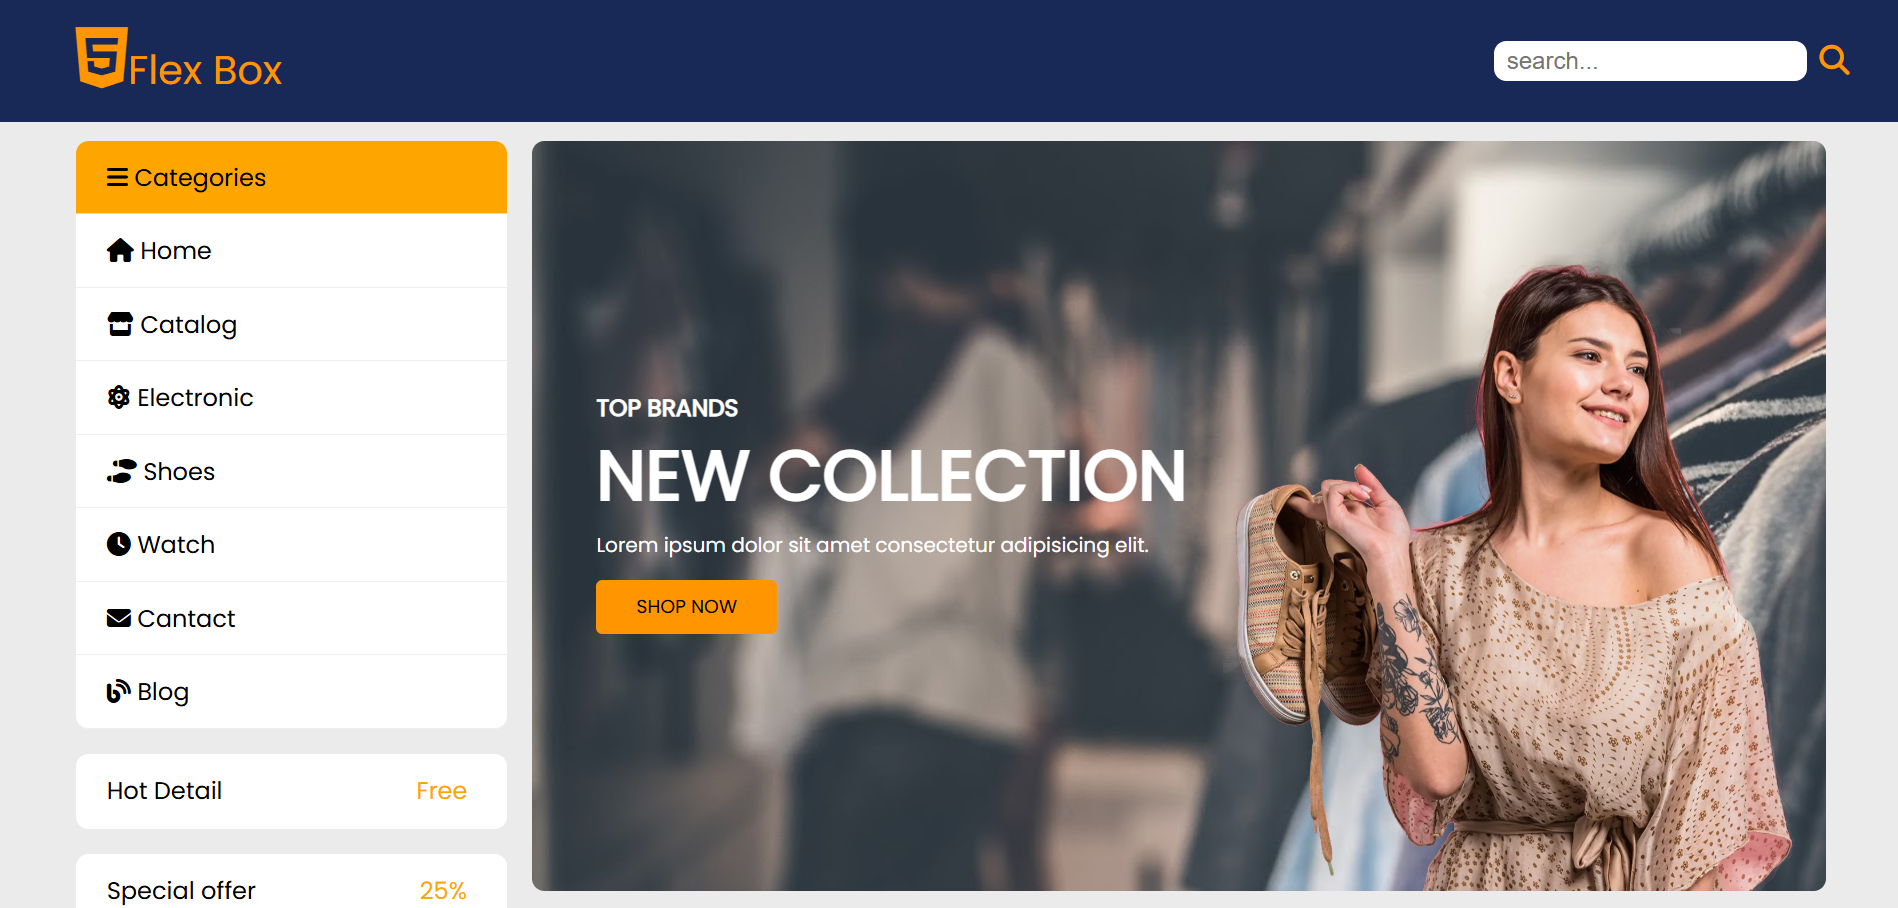 Flex Box
search...
Categories
Home
Catalog
Electronic
Shoes
Watch
Cantact
Blog
Hot Detail Free
Special offer 25%
TOP BRANDS
NEW COLLECTION
Lorem ipsum dolor sit amet consectetur adipisicing elit.
SHOP NOW